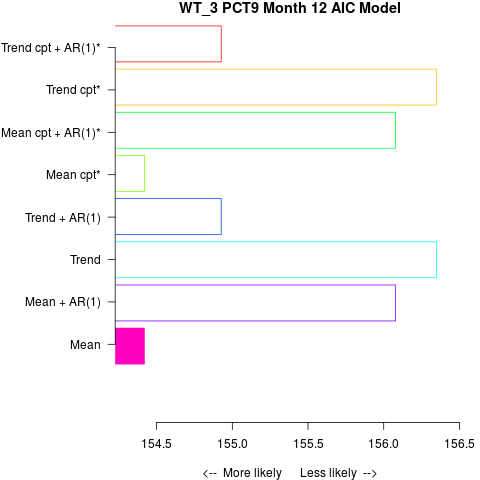 WT_3 PCT9 Month 12 AIC Model
Trend cpt + AR(1)*
Trend cpt*
Mean cpt + AR(1)*
Mean cpt*
Trend + AR(1)
Trend
Mean + AR(1)
Mean
154.5 155.0 155.5 156.0 156.5
<-- More likely Less likely -->